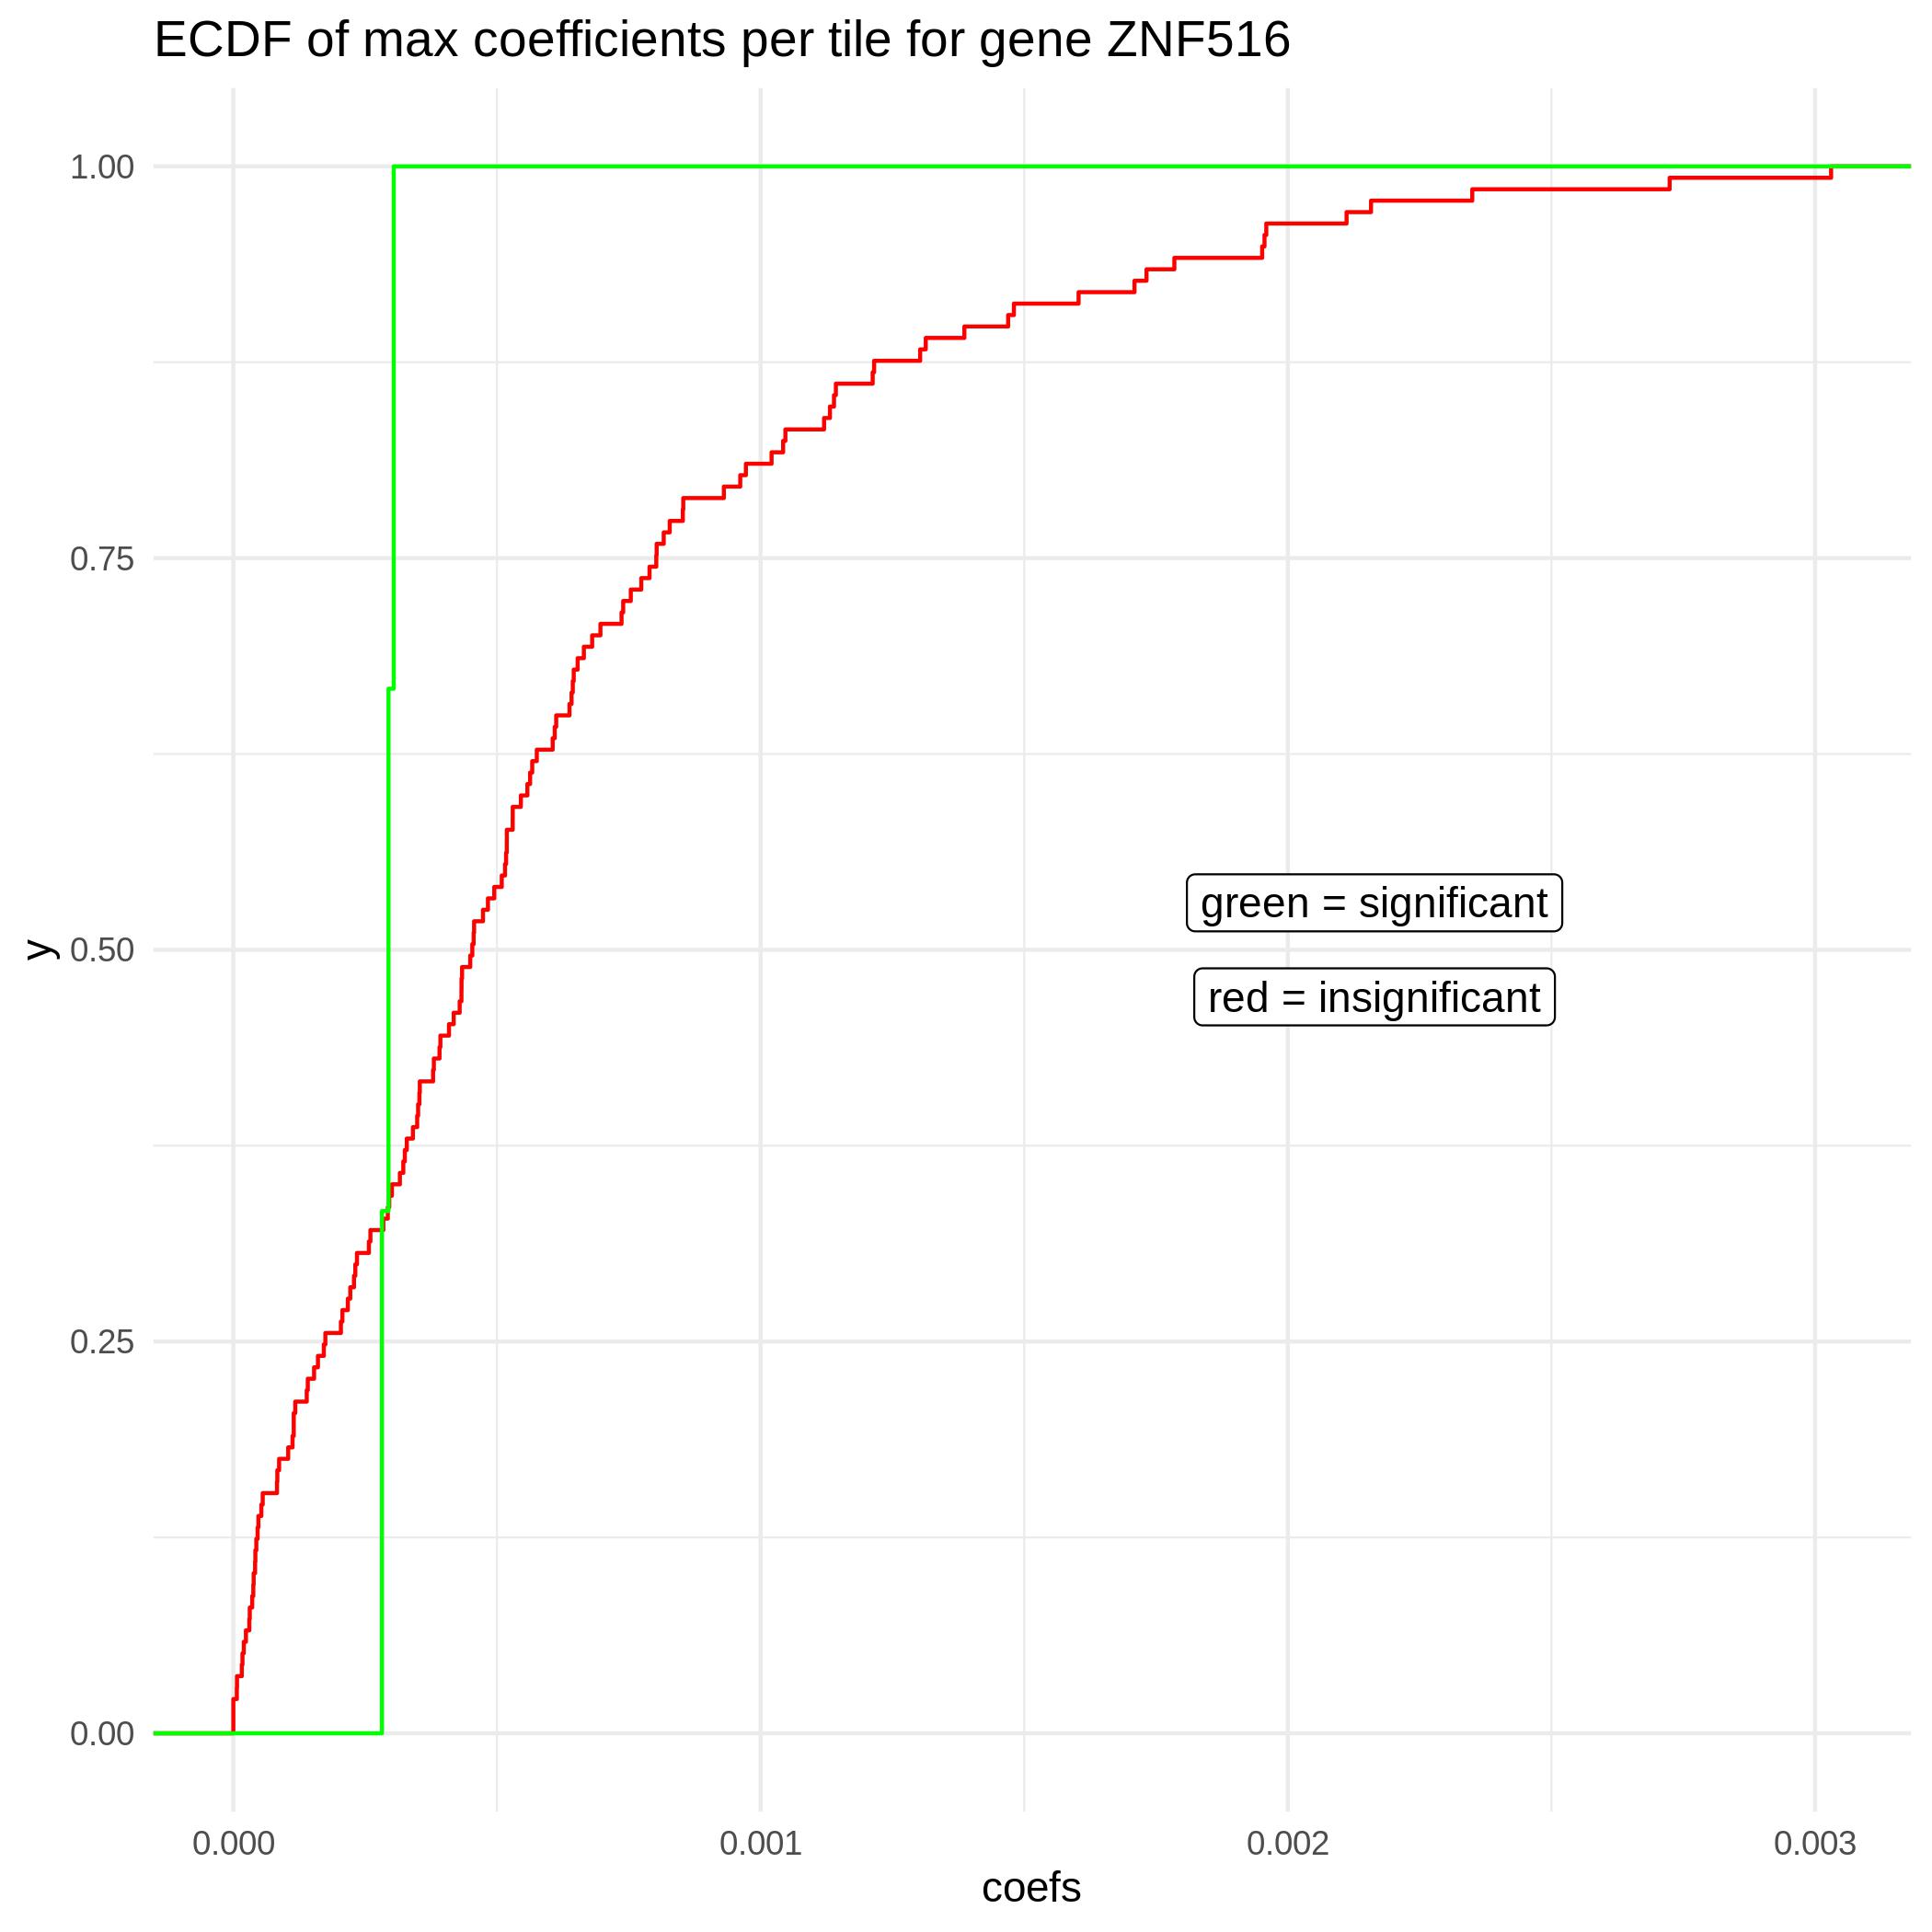 ECDF of max coefficients per tile for gene ZNF516
1.00
0.75
0.50
0.25
0.00
y
green = significant
red = insignificant
0.000
0.001
0.002
0.003
coefs